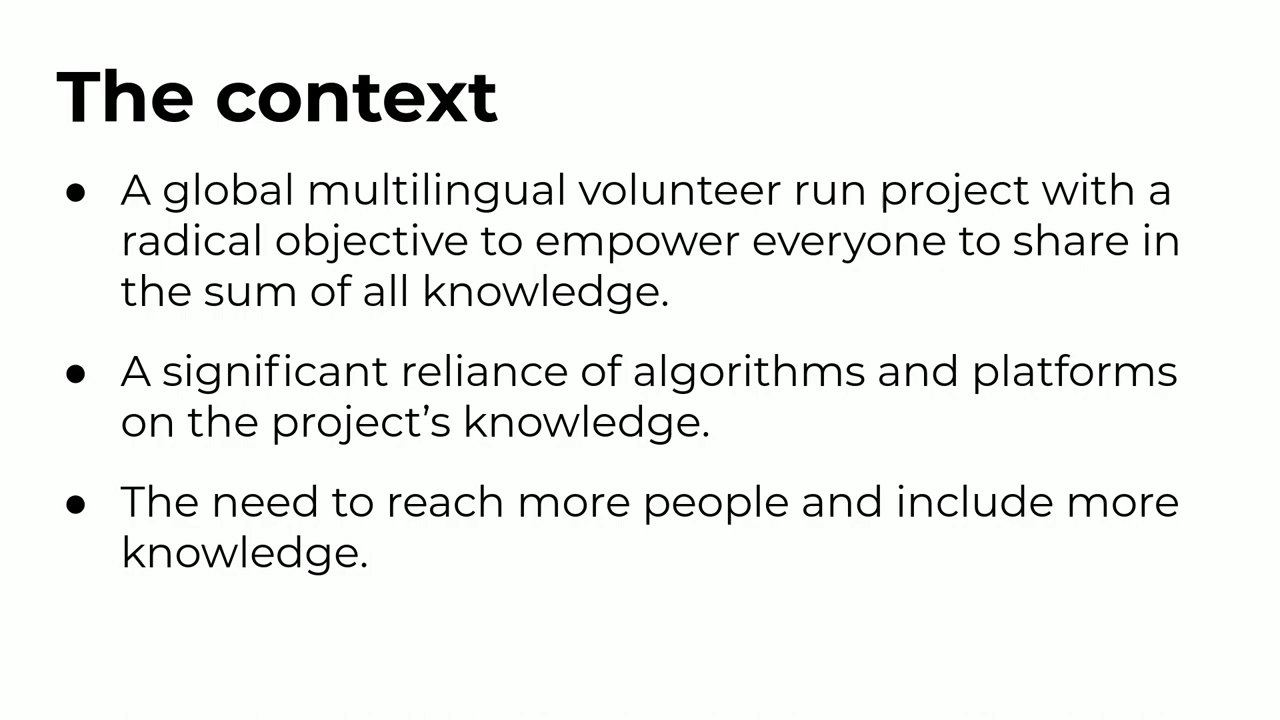 The context
● A global multilingual volunteer run project with a
radical objective to empower everyone to share in
the sum of all knowledge.
● A significant reliance of algorithms and platforms
on the project’s knowledge.
● The need to reach more people and include more
knowledge.